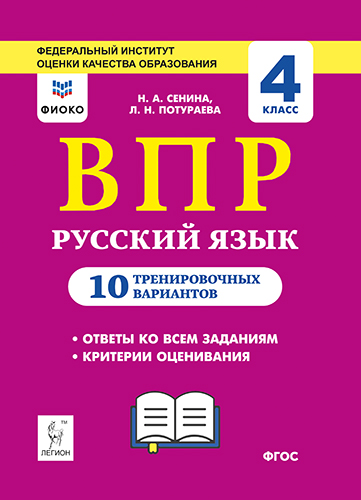 ФЕДЕРАЛЬНЫЙ ИНСТИТУТ
ОЦЕНКИ КАЧЕСТВА ОБРАЗОВАНИЯ
ФИОКО
Н. А. СЕНИНА,
Л. Н. ПОТУРАЕВА
4
КЛАСС
ВПР
РУССКИЙ ЯЗЫК
10 ТРЕНИРОВОЧНЫХ
ВАРИАНТОВ
• ОТВЕТЫ КО ВСЕМ ЗАДАНИЯМ
• КРИТЕРИИ ОЦЕНИВАНИЯ
TM
ЛЕГИОН
ФГОС